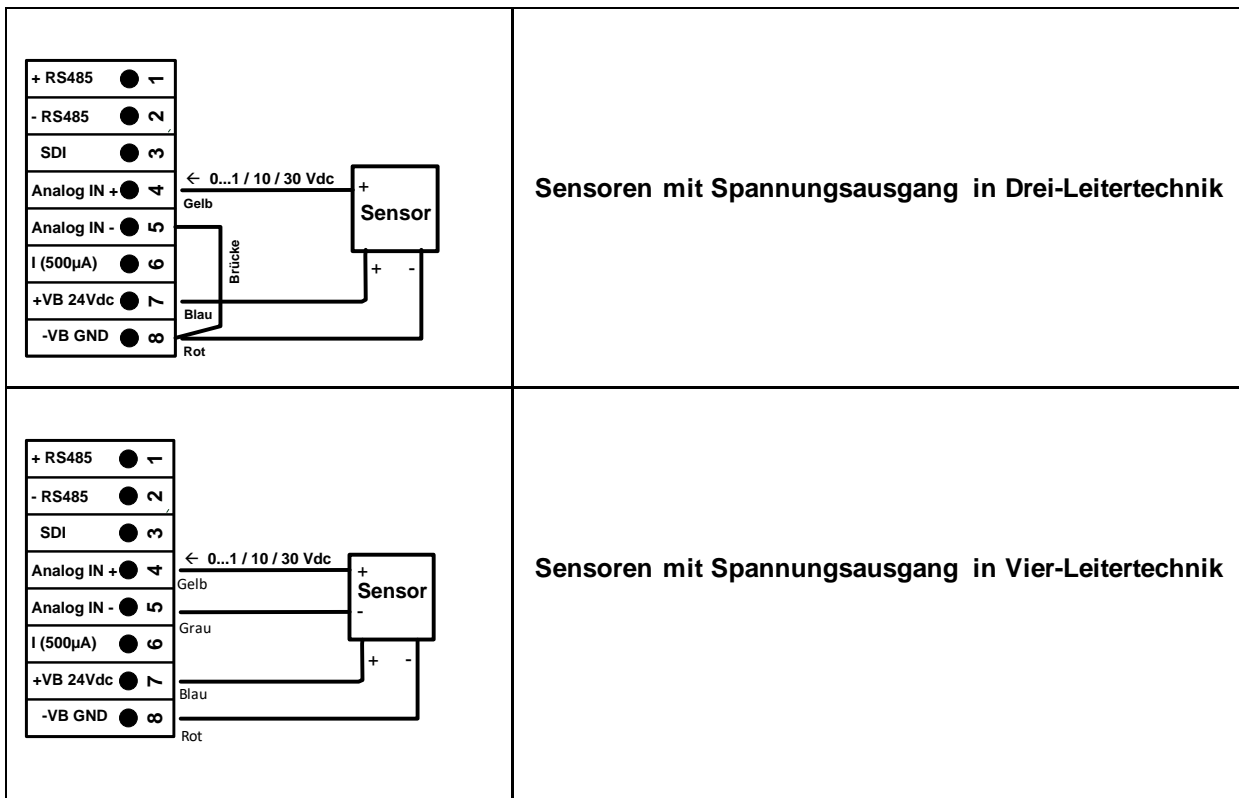 + RS485 1
- RS485 2
SDI 3
Analog IN + 4
Analog IN - 5
I (500µA) 6
+VB 24Vdc 7
-VB GND 8
← 0...1 / 10 / 30 Vdc
Gelb
Brücke
Blau
Rot
+
Sensor
+ -
Sensoren mit Spannungsausgang in Drei-Leitertechnik
+ RS485 1
- RS485 2
SDI 3
Analog IN + 4
Analog IN - 5
I (500µA) 6
+VB 24Vdc 7
-VB GND 8
← 0...1 / 10 / 30 Vdc
Gelb
Grau
Blau
Rot
+
Sensor
-
+ -
Sensoren mit Spannungsausgang in Vier-Leitertechnik